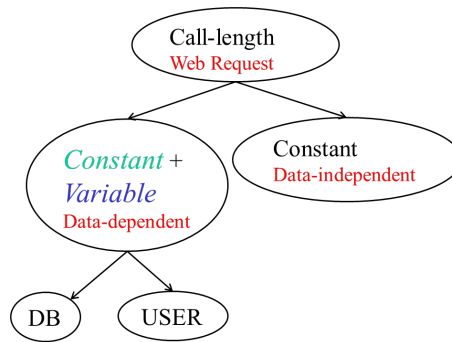 Call-length
Web Request
Constant +
Variable
Data-dependent
Constant
Data-independent
DB
USER